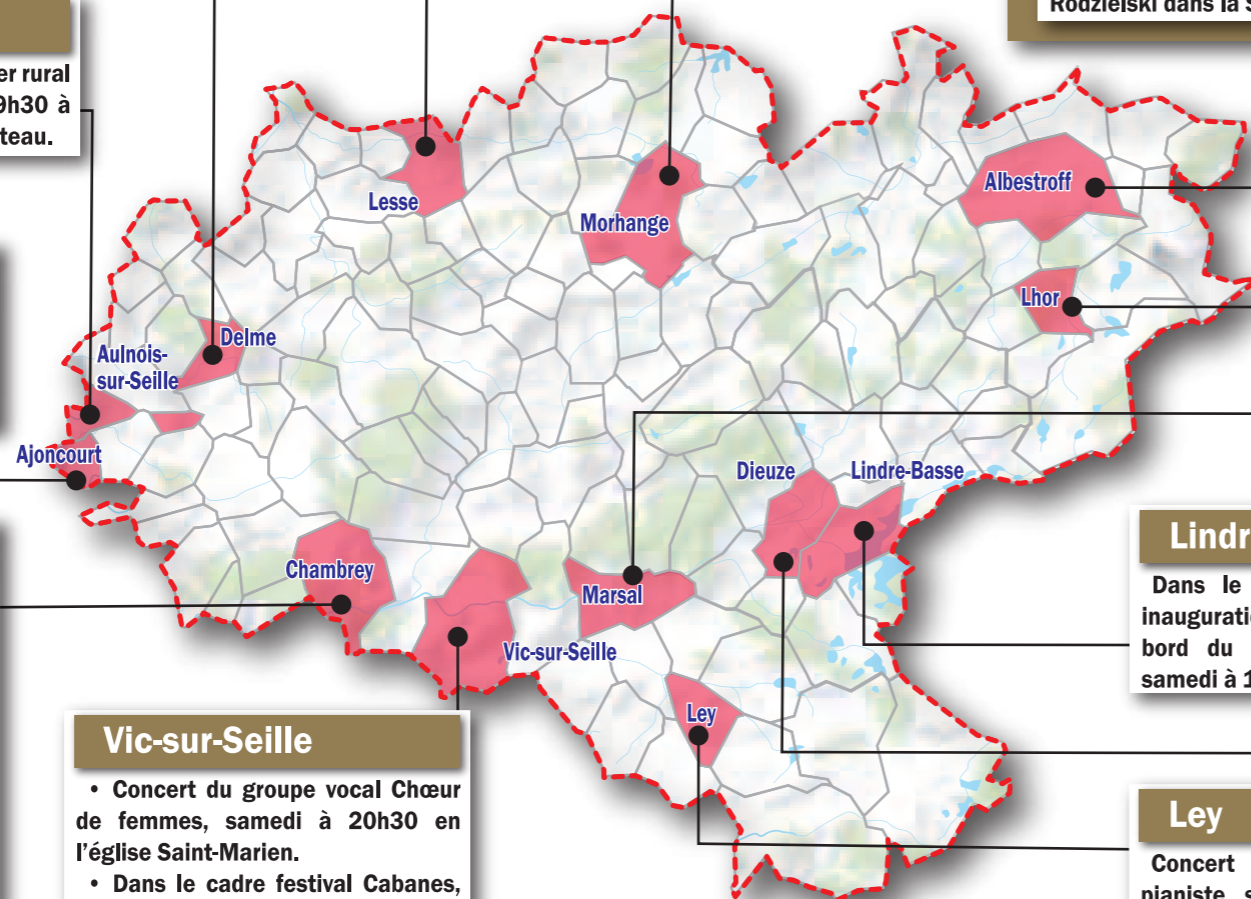 Rodzielski dans la
er rural
9h30 à
teau.
Lesse
Morhange
Albestroff
Lhor
Delme
Aulnois-
sur-Seille
Ajoncourt
Dieuze
Lindre-Basse
Chambrey
Marsal
Vic-sur-Seille
Ley
Lindr
Dans le
inauguratio
bord du
samedi à 1
Vic-sur-Seille
• Concert du groupe vocal Chœur
de femmes, samedi à 20h30 en
l'église Saint-Marien.
• Dans le cadre festival Cabanes,
Ley
Concert
pianiste s